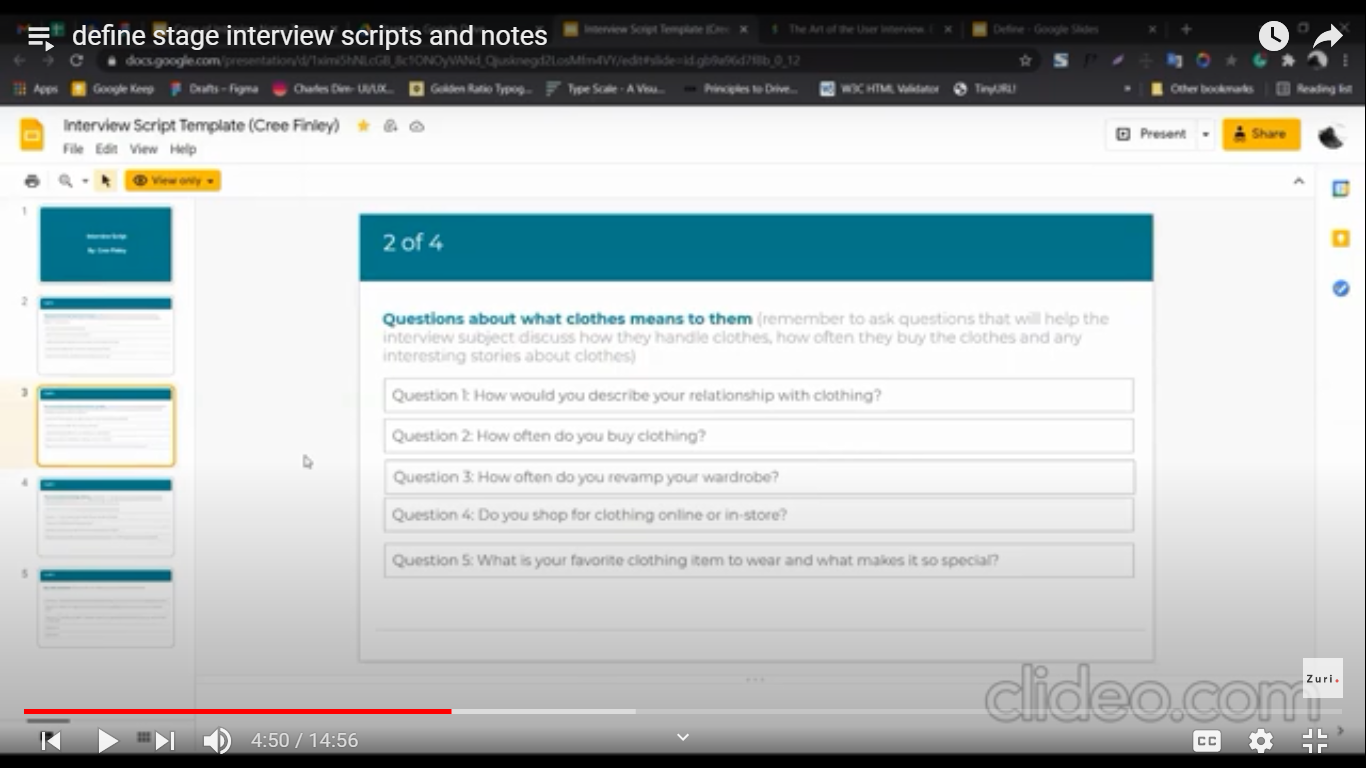 define stage interview scripts and notes
Interview Script Template (Cree
The Art of the User Interview.
Define - Google Slides
docs.google.com/presentation/d/
Apps
Google Keep
Drafts - Figma
Charles Dim- UI/UX...
Golden Ratio Typog...
Type Scale - A Visu...
Principles to Drive...
W3C HTML Validator
TinyURL!
»
Other bookmarks
Reading list
Interview Script Template (Cree Finley)
File Edit View Help
Present
Share
View only
1
Interview Script
By: Cree Finley
2
3
4
5
2 of 4
Questions about what clothes means to them (remember to ask questions that will help the
interview subject discuss how they handle clothes, how often they buy the clothes and any
interesting stories about clothes)
Question 1: How would you describe your relationship with clothing?
Question 2: How often do you buy clothing?
Question 3: How often do you revamp your wardrobe?
Question 4: Do you shop for clothing online or in-store?
Question 5: What is your favorite clothing item to wear and what makes it so special?
Zuri.
clideo.com
4:50 / 14:56
CC